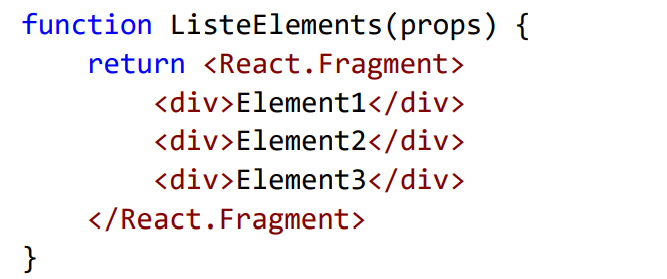 function ListeElements(props) {
    return <React.Fragment>
        <div>Element1</div>
        <div>Element2</div>
        <div>Element3</div>
    </React.Fragment>
}